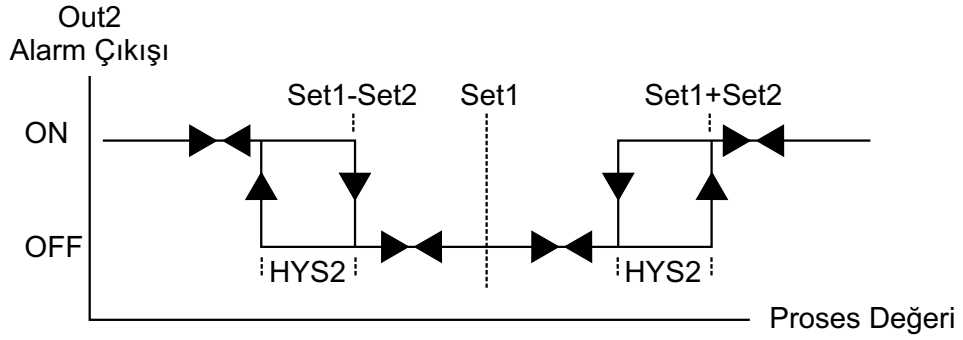 Out2
Alarm Çıkışı
Set1-Set2 Set1 Set1+Set2
ON
OFF
HYS2 HYS2
Proses Değeri